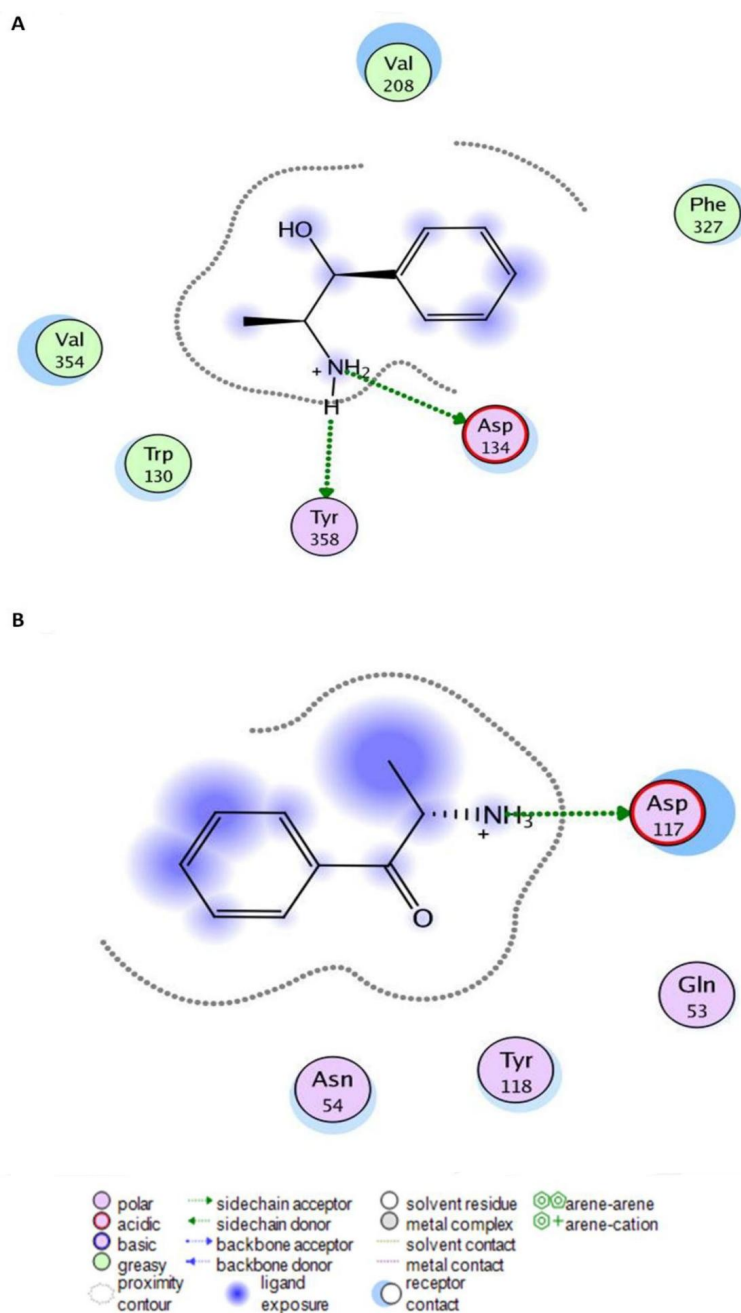 A
Val
208
Phe
327
HO
Val
354
+
NH2
H
Asp
134
Trp
130
Tyr
358
B
NH3
+
Asp
117
O
Gln
53
Tyr
118
Asn
54
polar sidechain acceptor solvent residue arene-arene
acidic sidechain donor metal complex + arene-cation
basic backbone acceptor solvent contact
greasy backbone donor metal contact
proximity contour ligand exposure receptor contact